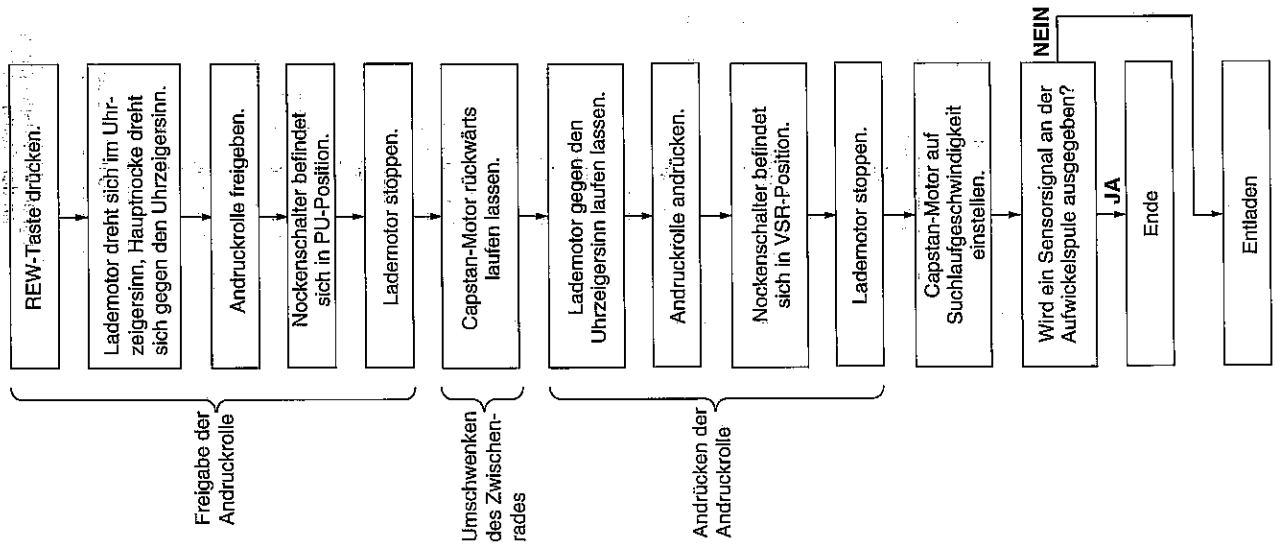 REW-Taste drücken.
Lademotor dreht sich im Uhr-
zeigersinn, Hauptnocke dreht
sich gegen den Uhrzeigersinn.
Andruckrolle freigeben.
Nockenschalter befindet
sich in PU-Position.
Lademotor stoppen.
Freigabe der
Andruckrolle
Capstan-Motor rückwärts
laufen lassen.
Umschwenken
des Zwischen-
rades
Lademotor gegen den
Uhrzeigersinn laufen lassen.
Andruckrolle andrücken.
Nockenschalter befindet
sich in VSR-Position.
Lademotor stoppen.
Andrücken der
Andruckrolle
Capstan-Motor auf
Suchlaufgeschwindigkeit
einstellen.
Wird ein Sensorsignal an der
Aufwickelspule ausgegeben?
NEIN
JA
Ende
Entladen